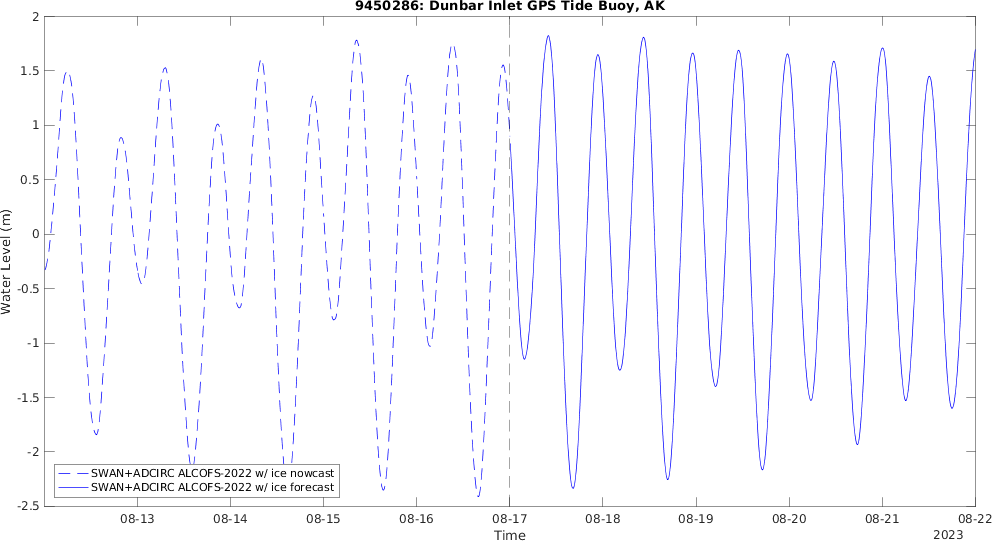 9450286: Dunbar Inlet GPS Tide Buoy, AK
2
1.5
1
0.5
0
-0.5
-1
-1.5
-2
-2.5
Water Level (m)
SWAN+ADCIRC ALCOFS-2022 w/ ice nowcast
SWAN+ADCIRC ALCOFS-2022 w/ ice forecast
08-13 08-14 08-15 08-16 08-17 08-18 08-19 08-20 08-21 08-22
Time
2023